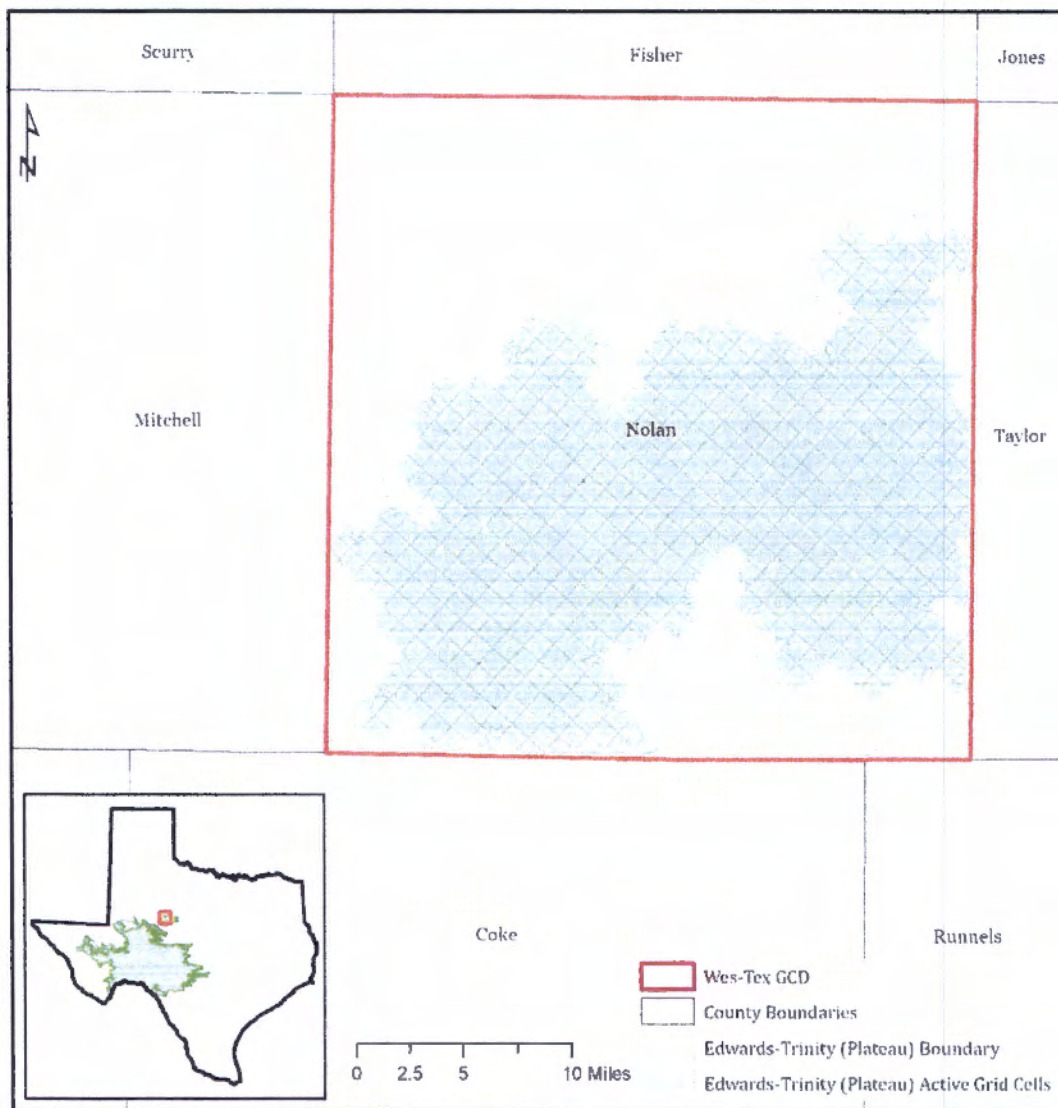 Scurry
Fisher
Jones
N
Mitchell
Nolan
Taylor
Coke
Runnels
Wes-Tex GCD
County Boundaries
Edwards-Trinity (Plateau) Boundary
Edwards-Trinity (Plateau) Active Grid Cells
0 2.5 5 10 Miles